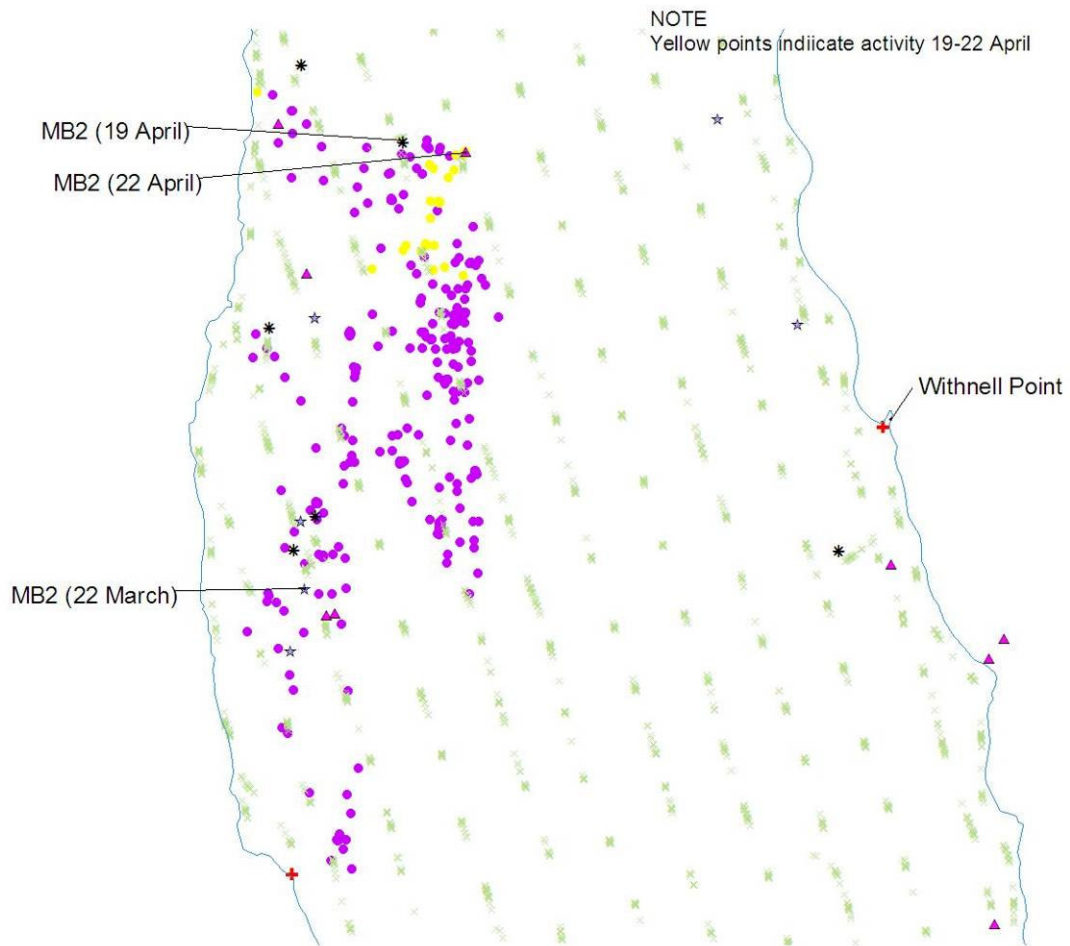 NOTE
Yellow points indiicate activity 19-22 April
MB2 (19 April)
MB2 (22 April)
Withnell Point
MB2 (22 March)